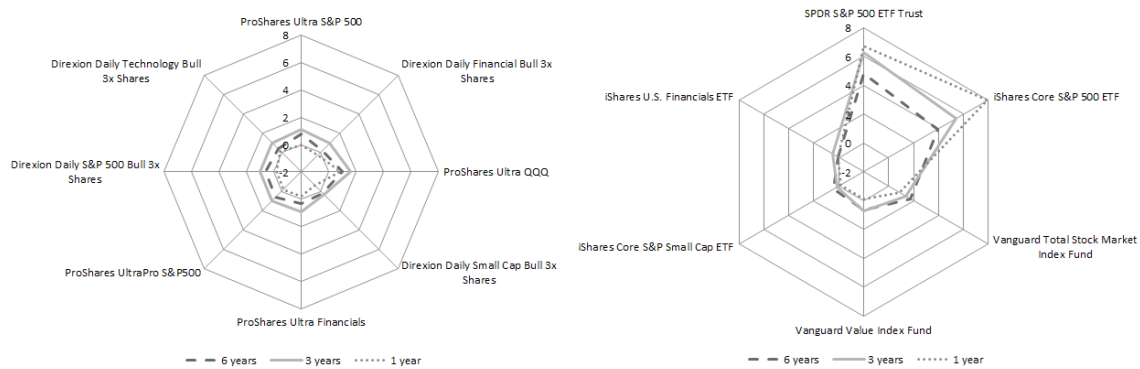 ProShares Ultra S&P 500
8
6
4
2
0
-2
Direxion Daily Financial Bull 3x
Shares
ProShares Ultra QQQ
Direxion Daily Small Cap Bull 3x
Shares
ProShares Ultra Financials
ProShares UltraPro S&P500
Direxion Daily S&P 500 Bull 3x
Shares
Direxion Daily Technology Bull
3x Shares
6 years
3 years
1 year
SPDR S&P 500 ETF Trust
8
6
4
2
0
-2
iShares Core S&P 500 ETF
Vanguard Total Stock Market
Index Fund
Vanguard Value Index Fund
iShares Core S&P Small Cap ETF
iShares U.S. Financials ETF
6 years
3 years
1 year